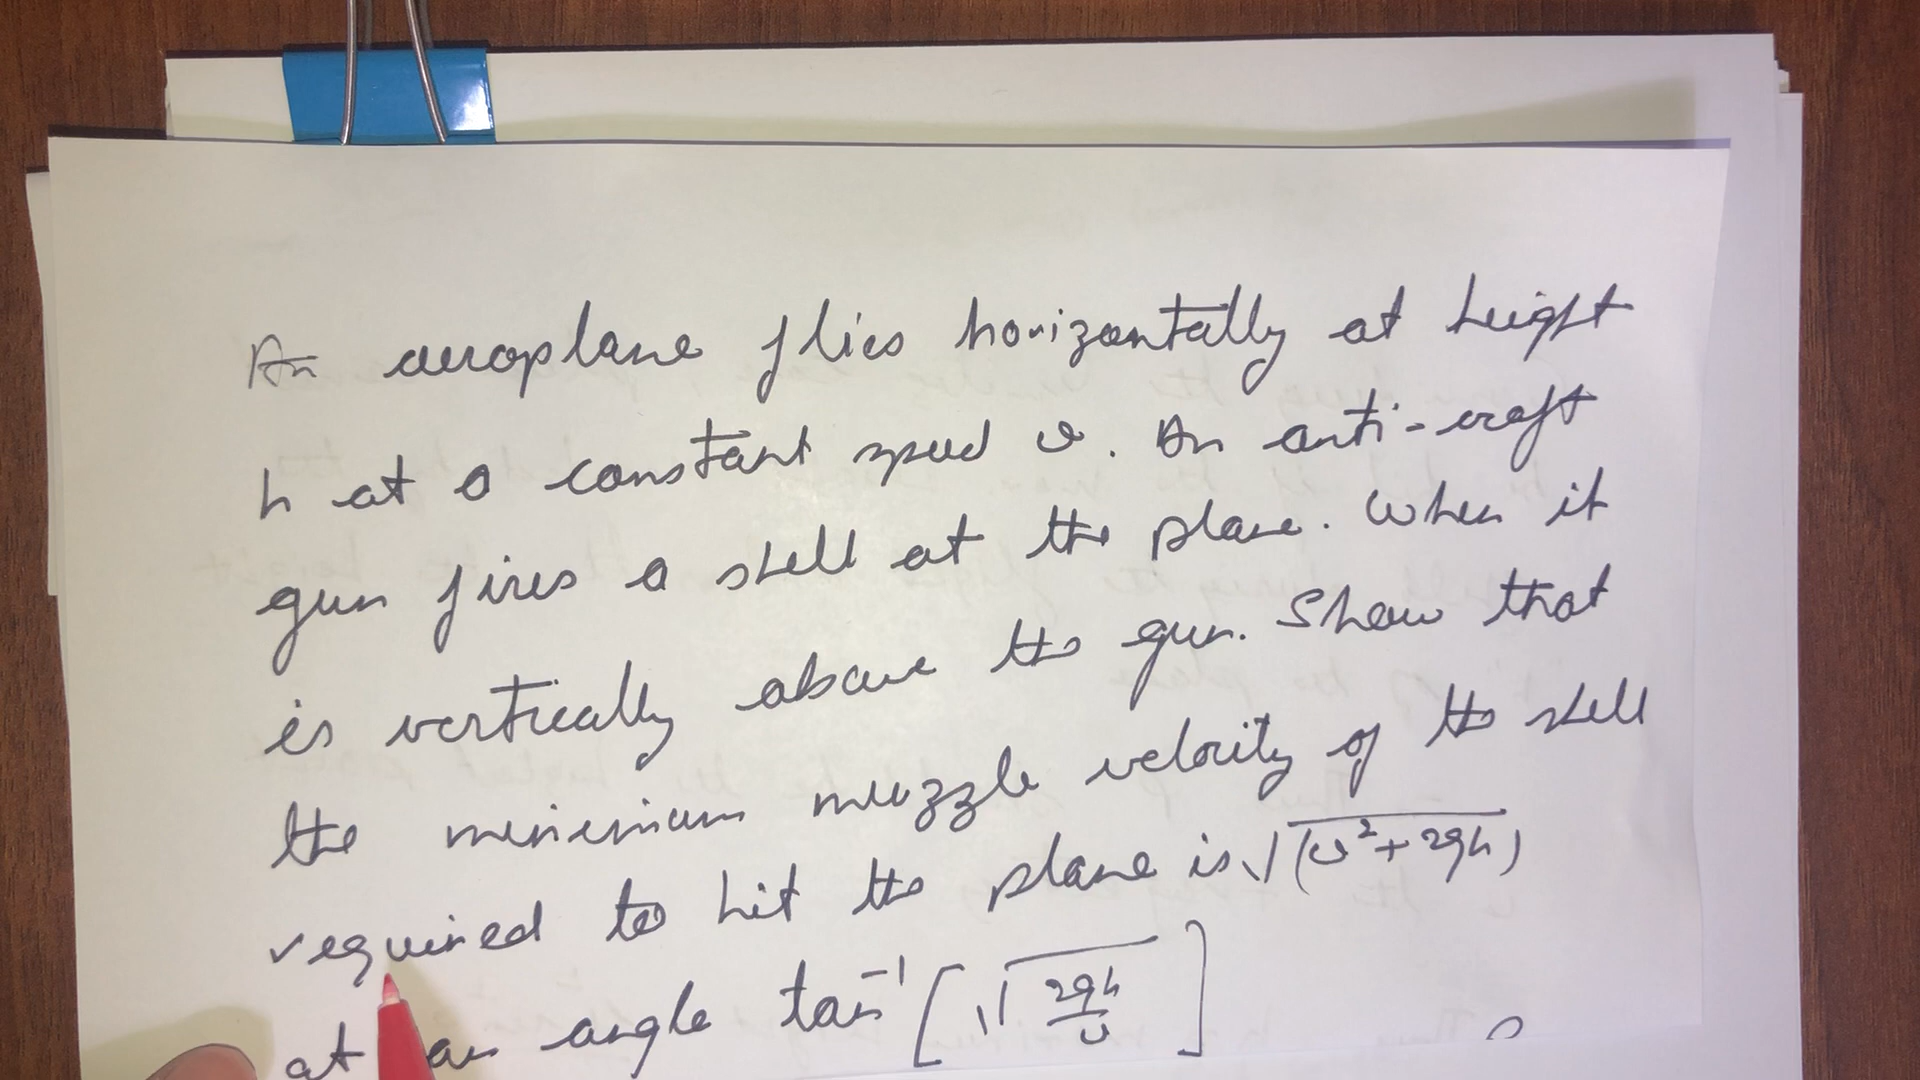 An aeroplane flies horizontally at height
h at a constant speed v. An anti-craft
gun fires a shell at the plane. When it
is vertically above the gun. Show that
the minimum muzzle velocity of the shell
required to hit the plane is √(v²+2gh)
at an angle tan⁻¹[√(2gh/v)]